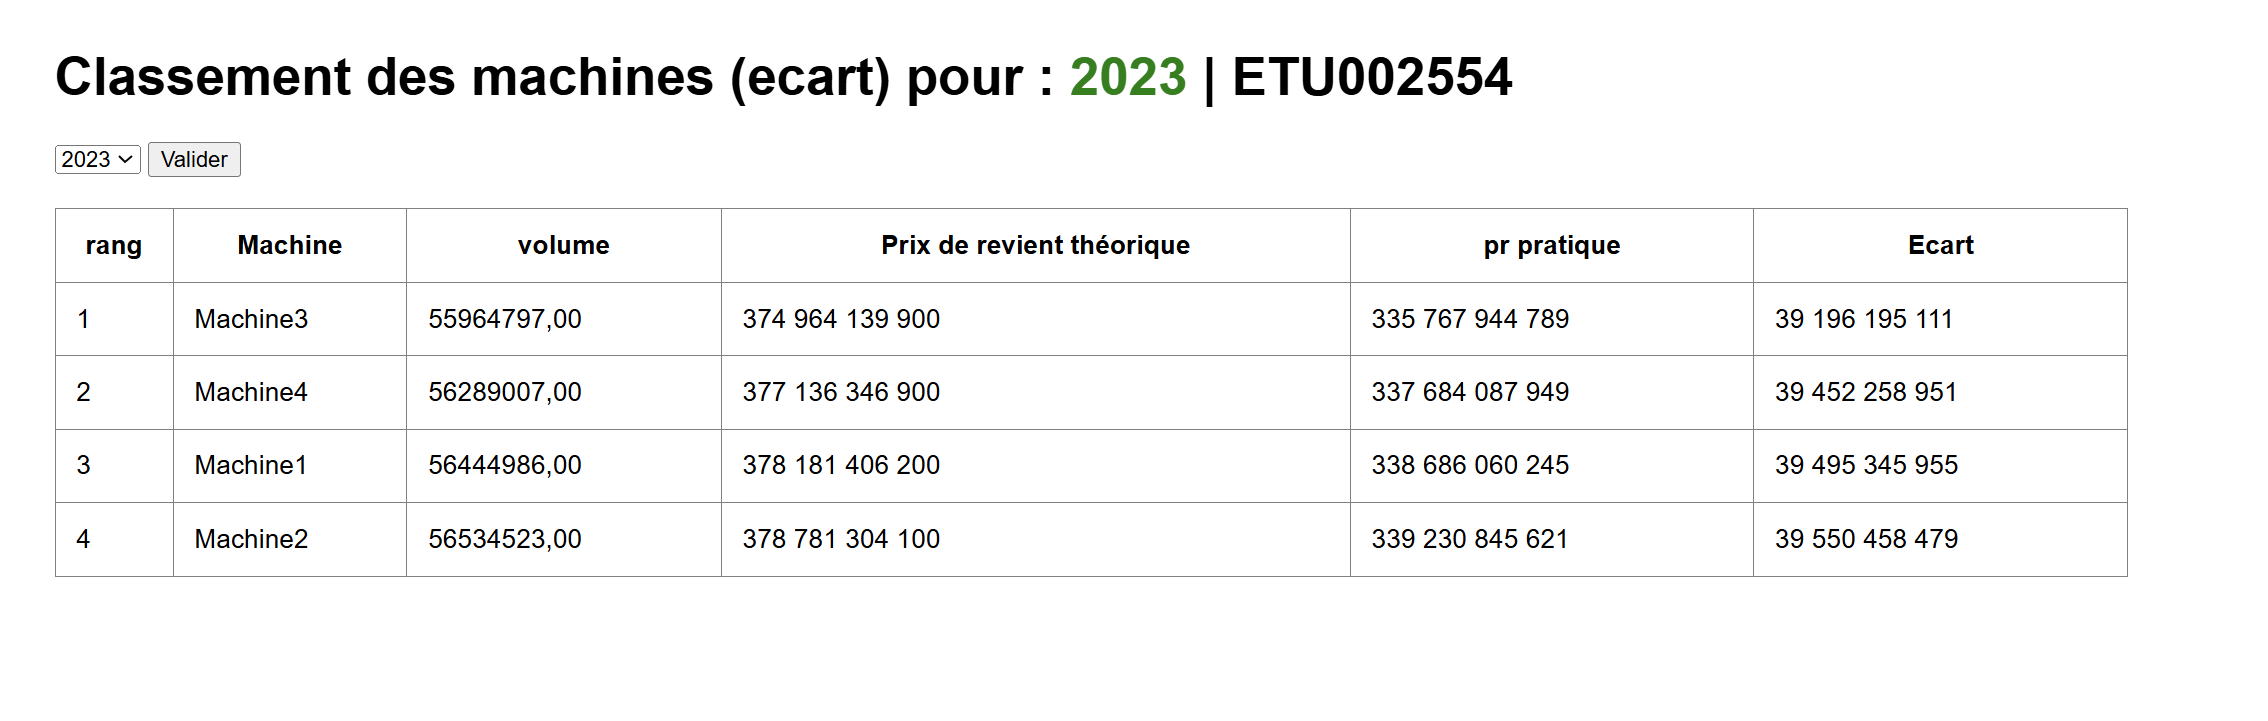 Classement des machines (ecart) pour : 2023 | ETU002554
2023 Valider
rang Machine volume Prix de revient théorique pr pratique Ecart
1 Machine3 55964797,00 374 964 139 900 335 767 944 789 39 196 195 111
2 Machine4 56289007,00 377 136 346 900 337 684 087 949 39 452 258 951
3 Machine1 56444986,00 378 181 406 200 338 686 060 245 39 495 345 955
4 Machine2 56534523,00 378 781 304 100 339 230 845 621 39 550 458 479